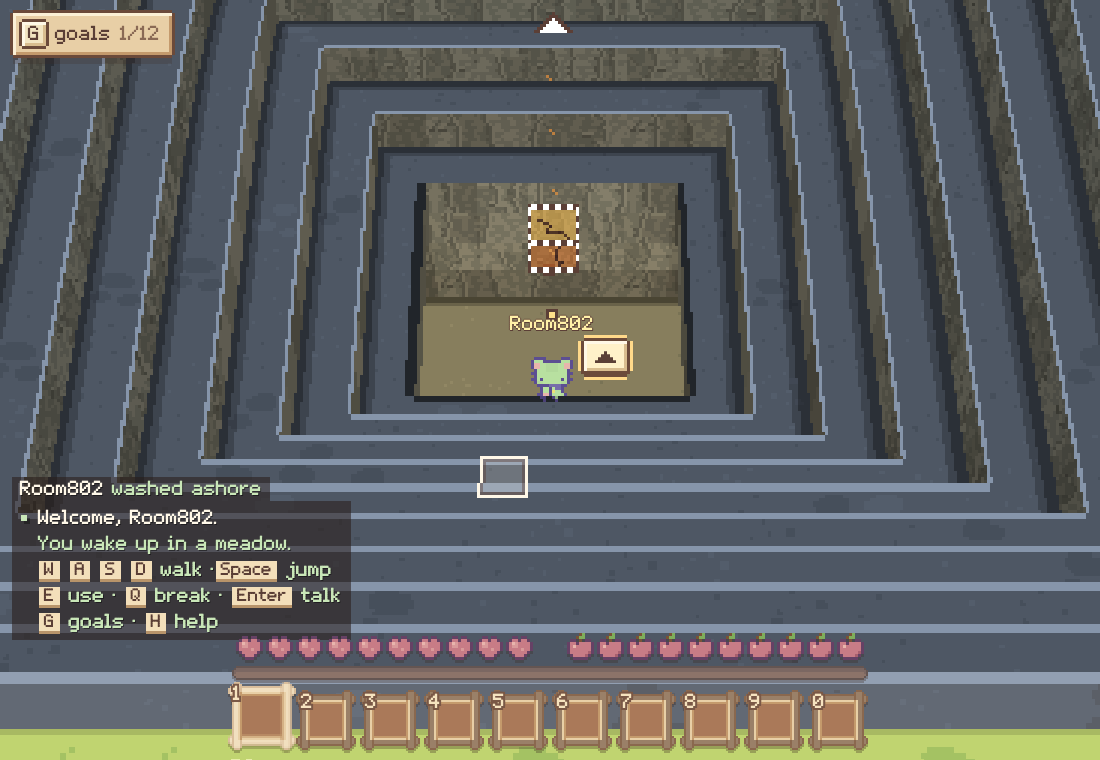 G goals 1/12
Room802
Room802 washed ashore
Welcome, Room802.
You wake up in a meadow.
W A S D walk · Space jump
E use · Q break · Enter talk
G goals · H help
1 2 3 4 5 6 7 8 9 0